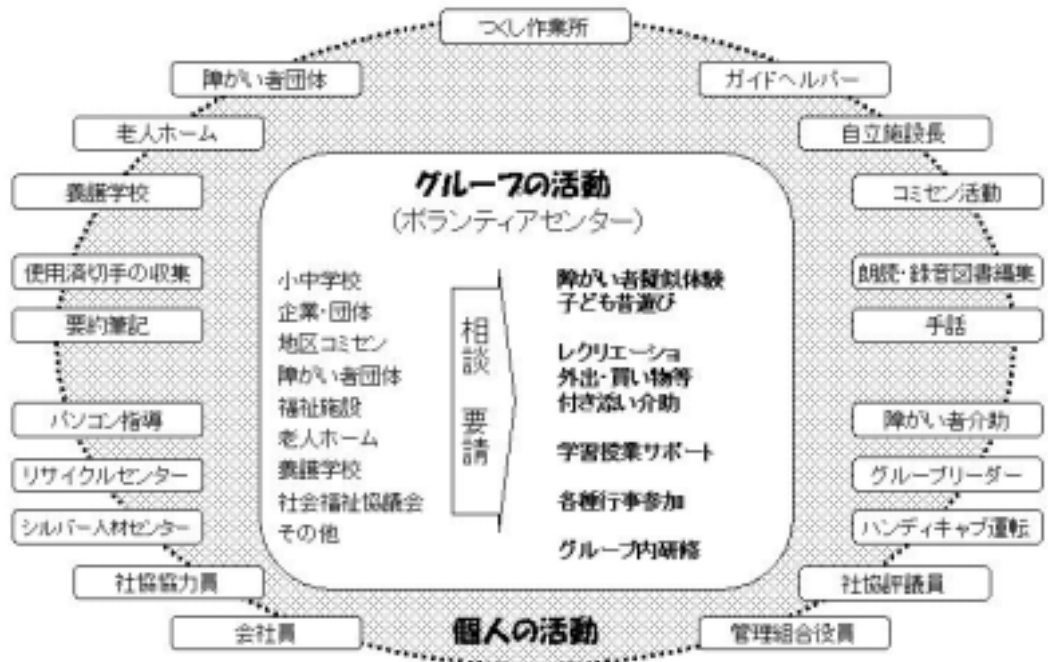 つくし作業所
障がい者団体
ガイドヘルパー
老人ホーム
自立施設長
養護学校
コミセン活動
使用済切手の収集
朗読・録音図書編集
要約筆記
手話
パソコン指導
障がい者介助
リサイクルセンター
グループリーダー
シルバー人材センター
ハンディキャブ運転
社協協力員
社協評議員
会社員
管理組合役員
個人の活動
グループの活動
(ボランティアセンター)
小中学校
企業・団体
地区コミセン
障がい者団体
福祉施設
老人ホーム
養護学校
社会福祉協議会
その他
相談 要請
障がい者擬似体験
子ども昔遊び
レクリエーショ
外出・買い物等
付き添い介助
学習授業サポート
各種行事参加
グループ内研修